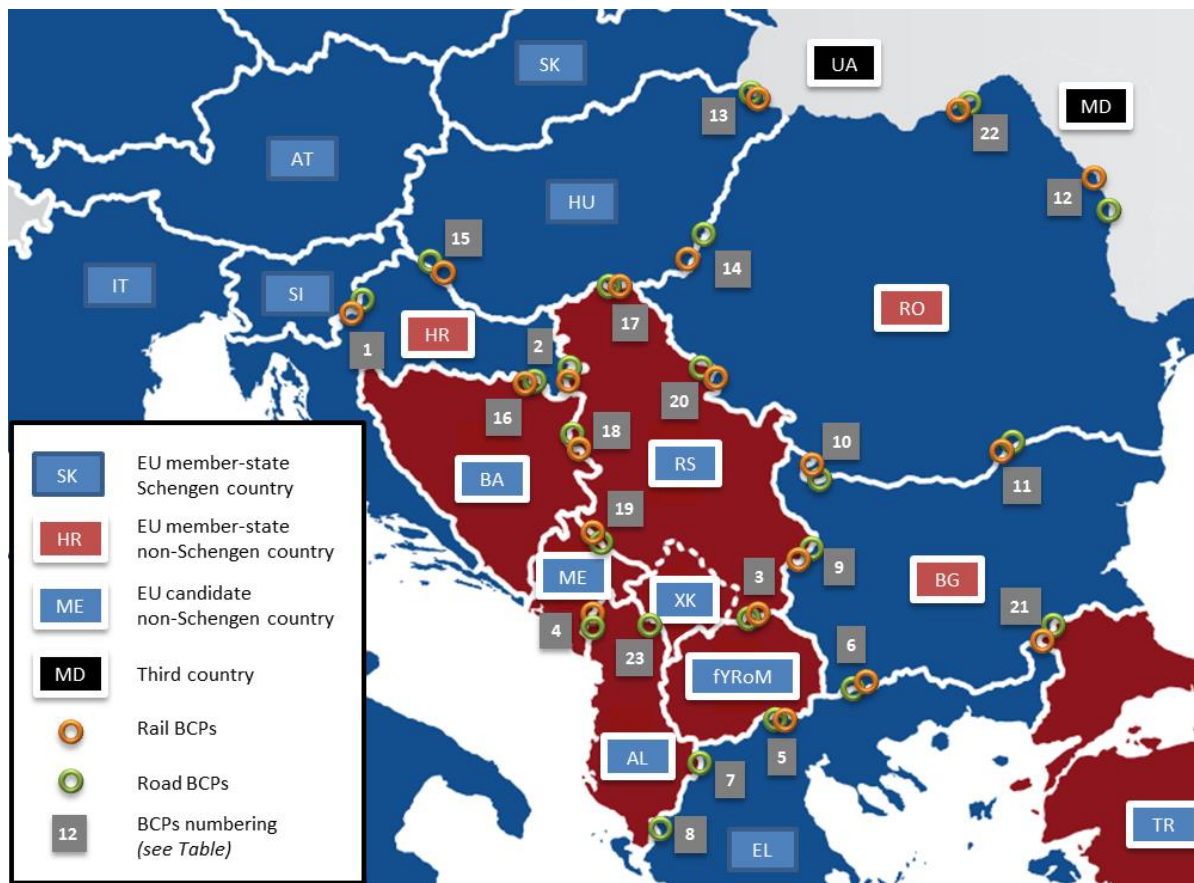 SK
UA
MD
13
22
AT
12
HU
15
14
IT
SI
RO
HR
17
1
2
20
16
18
10
RS
BA
11
19
ME
3
9
XK
BG
21
4
23
6
fYRoM
AL
5
7
8
EL
TR
SK
EU member-state
Schengen country
HR
EU member-state
non-Schengen country
ME
EU candidate
non-Schengen country
MD
Third country
Rail BCPs
Road BCPs
12
BCPs numbering
(see Table)